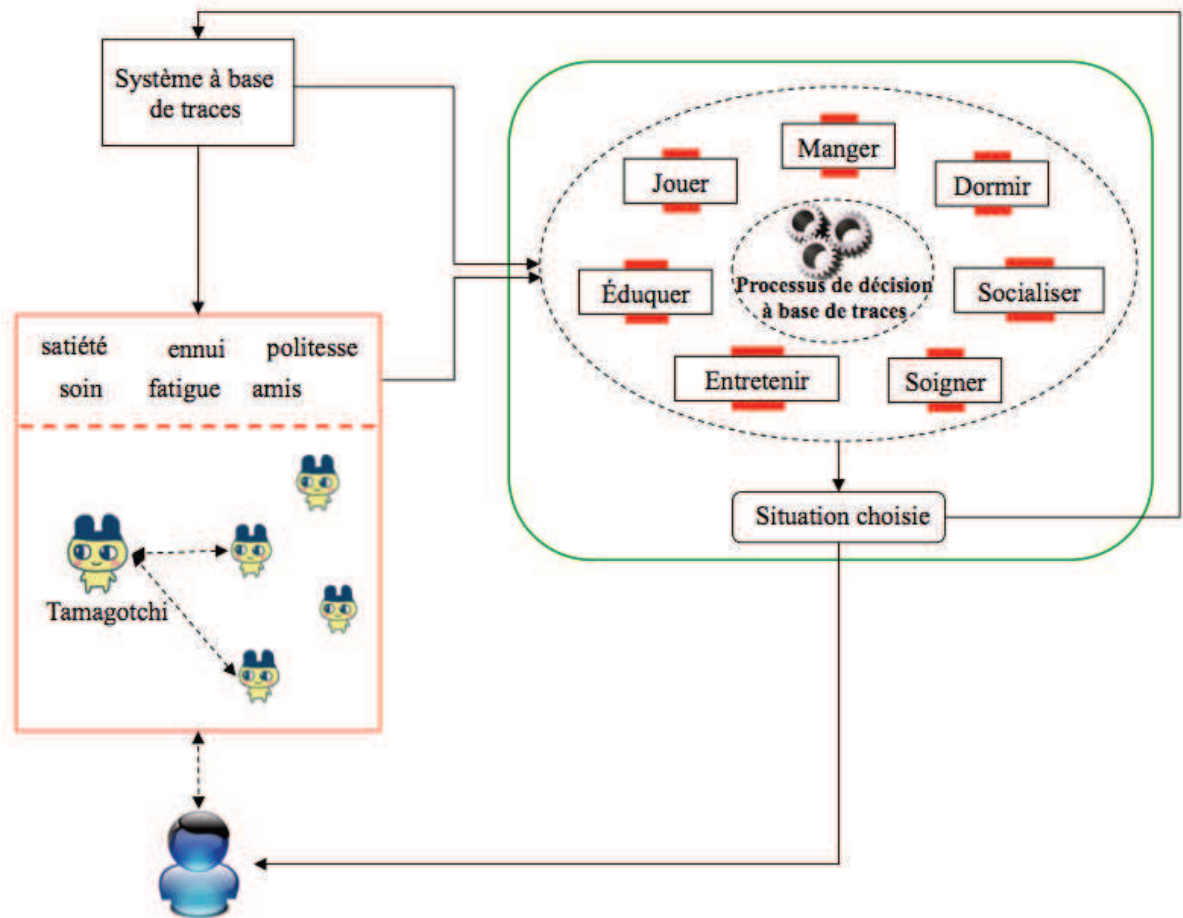 Système à base
de traces
Manger
Jouer
Dormir
Éduquer
Processus de décision
à base de traces
Socialiser
Entretenir
Soigner
satiété ennui politesse
soin fatigue amis
Situation choisie
Tamagotchi